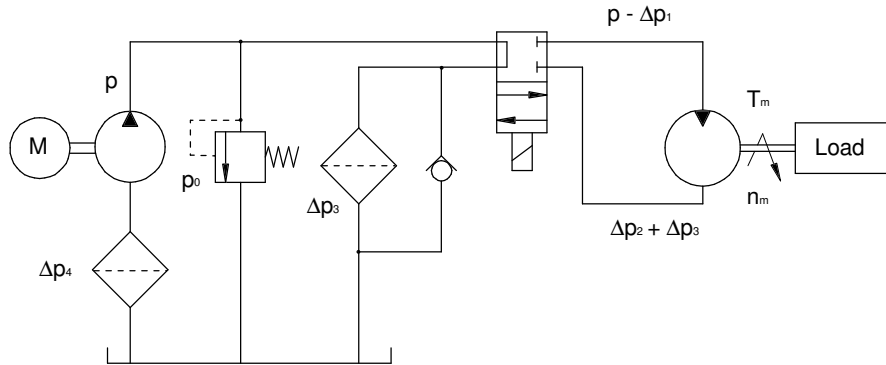 p - Δp₁
p
Tₘ
M
Load
p₀
Δp₃
nₘ
Δp₂ + Δp₃
Δp₄